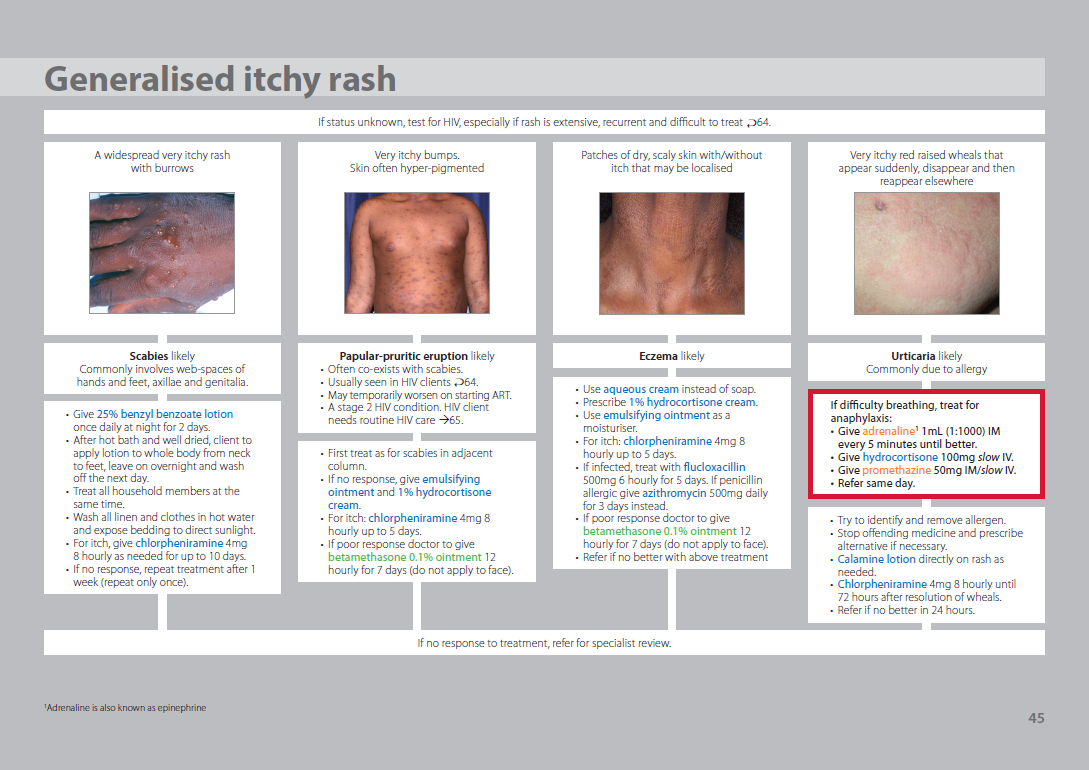 Generalised itchy rash
If status unknown, test for HIV, especially if rash is extensive, recurrent and difficult to treat ⮌64.
A widespread very itchy rash
with burrows
Scabies likely
Commonly involves web-spaces of
hands and feet, axillae and genitalia.
• Give 25% benzyl benzoate lotion
once daily at night for 2 days.
• After hot bath and well dried, client to
apply lotion to whole body from neck
to feet, leave on overnight and wash
off the next day.
• Treat all household members at the
same time.
• Wash all linen and clothes in hot water
and expose bedding to direct sunlight.
• For itch, give chlorpheniramine 4mg
8 hourly as needed for up to 10 days.
• If no response, repeat treatment after 1
week (repeat only once).
Very itchy bumps.
Skin often hyper-pigmented
Papular-pruritic eruption likely
• Often co-exists with scabies.
• Usually seen in HIV clients ⮌64.
• May temporarily worsen on starting ART.
• A stage 2 HIV condition. HIV client
needs routine HIV care →65.
• First treat as for scabies in adjacent
column.
• If no response, give emulsifying
ointment and 1% hydrocortisone
cream.
• For itch: chlorpheniramine 4mg 8
hourly up to 5 days.
• If poor response doctor to give
betamethasone 0.1% ointment 12
hourly for 7 days (do not apply to face).
Patches of dry, scaly skin with/without
itch that may be localised
Eczema likely
• Use aqueous cream instead of soap.
• Prescribe 1% hydrocortisone cream.
• Use emulsifying ointment as a
moisturiser.
• For itch: chlorpheniramine 4mg 8
hourly up to 5 days.
• If infected, treat with flucloxacillin
500mg 6 hourly for 5 days. If penicillin
allergic give azithromycin 500mg daily
for 3 days instead.
• If poor response doctor to give
betamethasone 0.1% ointment 12
hourly for 7 days (do not apply to face).
• Refer if no better with above treatment
Very itchy red raised wheals that
appear suddenly, disappear and then
reappear elsewhere
Urticaria likely
Commonly due to allergy
If difficulty breathing, treat for
anaphylaxis:
• Give adrenaline¹ 1mL (1:1000) IM
every 5 minutes until better.
• Give hydrocortisone 100mg slow IV.
• Give promethazine 50mg IM/slow IV.
• Refer same day.
• Try to identify and remove allergen.
• Stop offending medicine and prescribe
alternative if necessary.
• Calamine lotion directly on rash as
needed.
• Chlorpheniramine 4mg 8 hourly until
72 hours after resolution of wheals.
• Refer if no better in 24 hours.
If no response to treatment, refer for specialist review.
¹Adrenaline is also known as epinephrine
45